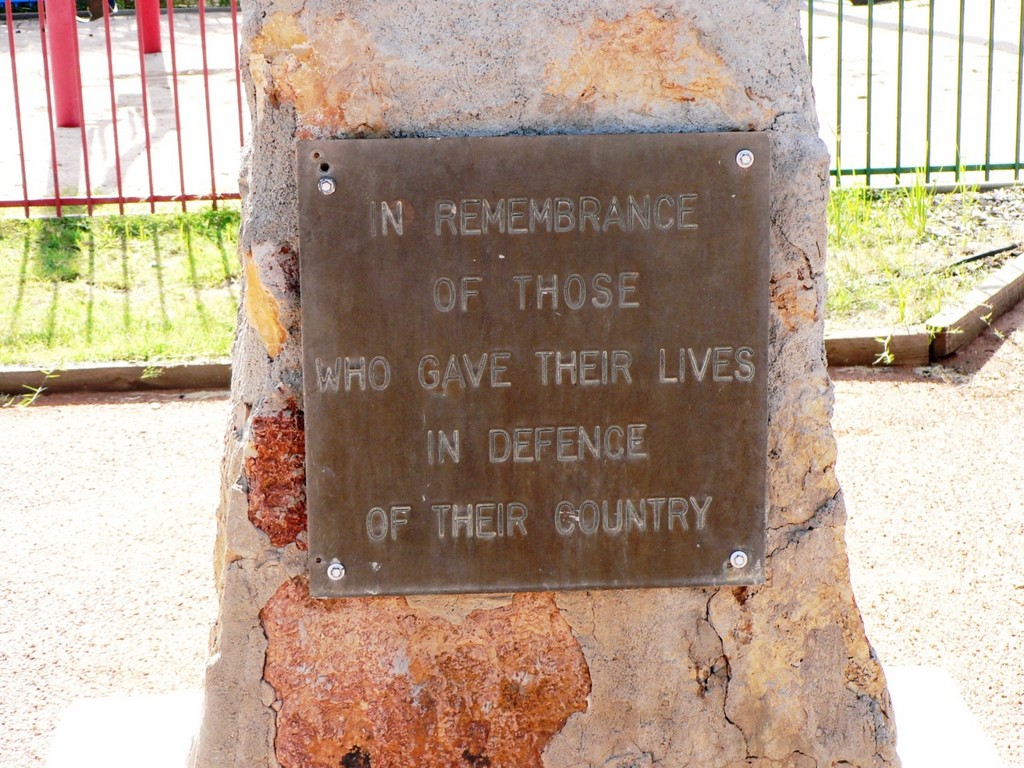 IN REMEMBRANCE
OF THOSE
WHO GAVE THEIR LIVES
IN DEFENCE
OF THEIR COUNTRY